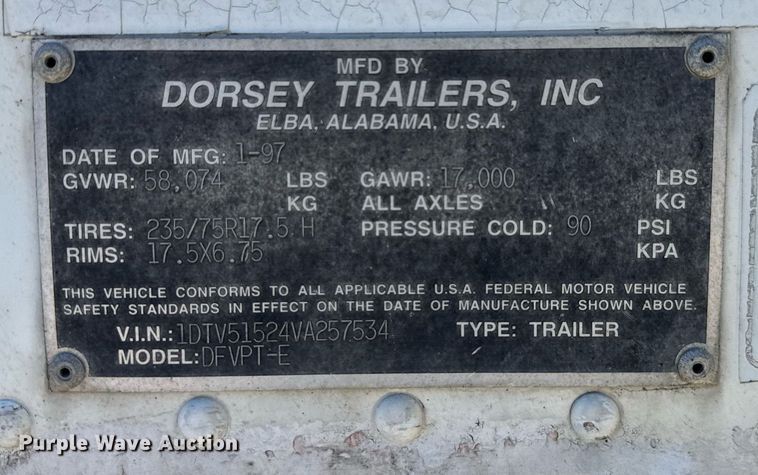 MFD BY
DORSEY TRAILERS, INC
ELBA, ALABAMA, U.S.A.
DATE OF MFG: 1-97
GVWR: 58,074 LBS GAWR: 17,000 LBS
KG ALL AXLES KG
TIRES: 235/75R17.5 H PRESSURE COLD: 90 PSI
RIMS: 17.5X6.75 KPA
THIS VEHICLE CONFORMS TO ALL APPLICABLE U.S.A. FEDERAL MOTOR VEHICLE
SAFETY STANDARDS IN EFFECT ON THE DATE OF MANUFACTURE SHOWN ABOVE.
V.I.N.: 1DTV51524VA257534 TYPE: TRAILER
MODEL: DFVPT-E
Purple Wave Auction